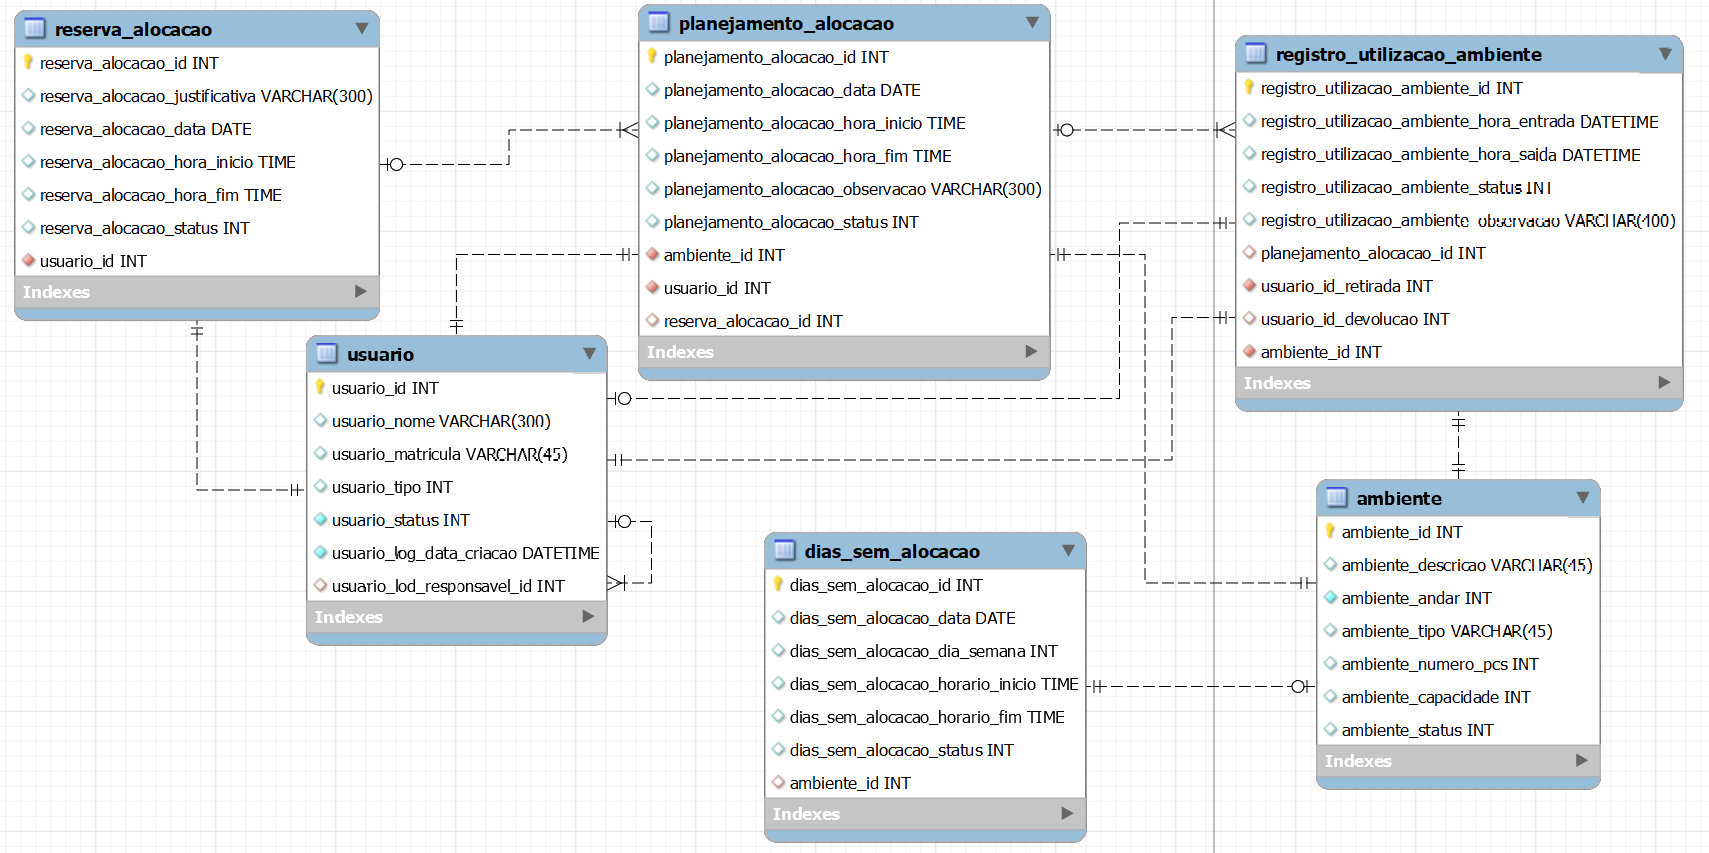 reserva_alocacao
reserva_alocacao_id INT
reserva_alocacao_justificativa VARCHAR(300)
reserva_alocacao_data DATE
reserva_alocacao_hora_inicio TIME
reserva_alocacao_hora_fim TIME
reserva_alocacao_status INT
usuario_id INT
Indexes
planejamento_alocacao
planejamento_alocacao_id INT
planejamento_alocacao_data DATE
planejamento_alocacao_hora_inicio TIME
planejamento_alocacao_hora_fim TIME
planejamento_alocacao_observacao VARCHAR(300)
planejamento_alocacao_status INT
ambiente_id INT
usuario_id INT
reserva_alocacao_id INT
Indexes
registro_utilizacao_ambiente
registro_utilizacao_ambiente_id INT
registro_utilizacao_ambiente_hora_entrada DATETIME
registro_utilizacao_ambiente_hora_saida DATETIME
registro_utilizacao_ambiente_status INT
registro_utilizacao_ambiente_observacao VARCHAR(400)
planejamento_alocacao_id INT
usuario_id_retirada INT
usuario_id_devolucao INT
ambiente_id INT
Indexes
usuario
usuario_id INT
usuario_nome VARCHAR(300)
usuario_matricula VARCHAR(45)
usuario_tipo INT
usuario_status INT
usuario_log_data_criacao DATETIME
usuario_lod_responsavel_id INT
Indexes
dias_sem_alocacao
dias_sem_alocacao_id INT
dias_sem_alocacao_data DATE
dias_sem_alocacao_dia_semana INT
dias_sem_alocacao_horario_inicio TIME
dias_sem_alocacao_horario_fim TIME
dias_sem_alocacao_status INT
ambiente_id INT
Indexes
ambiente
ambiente_id INT
ambiente_descricao VARCHAR(45)
ambiente_andar INT
ambiente_tipo VARCHAR(45)
ambiente_numero_pcs INT
ambiente_capacidade INT
ambiente_status INT
Indexes